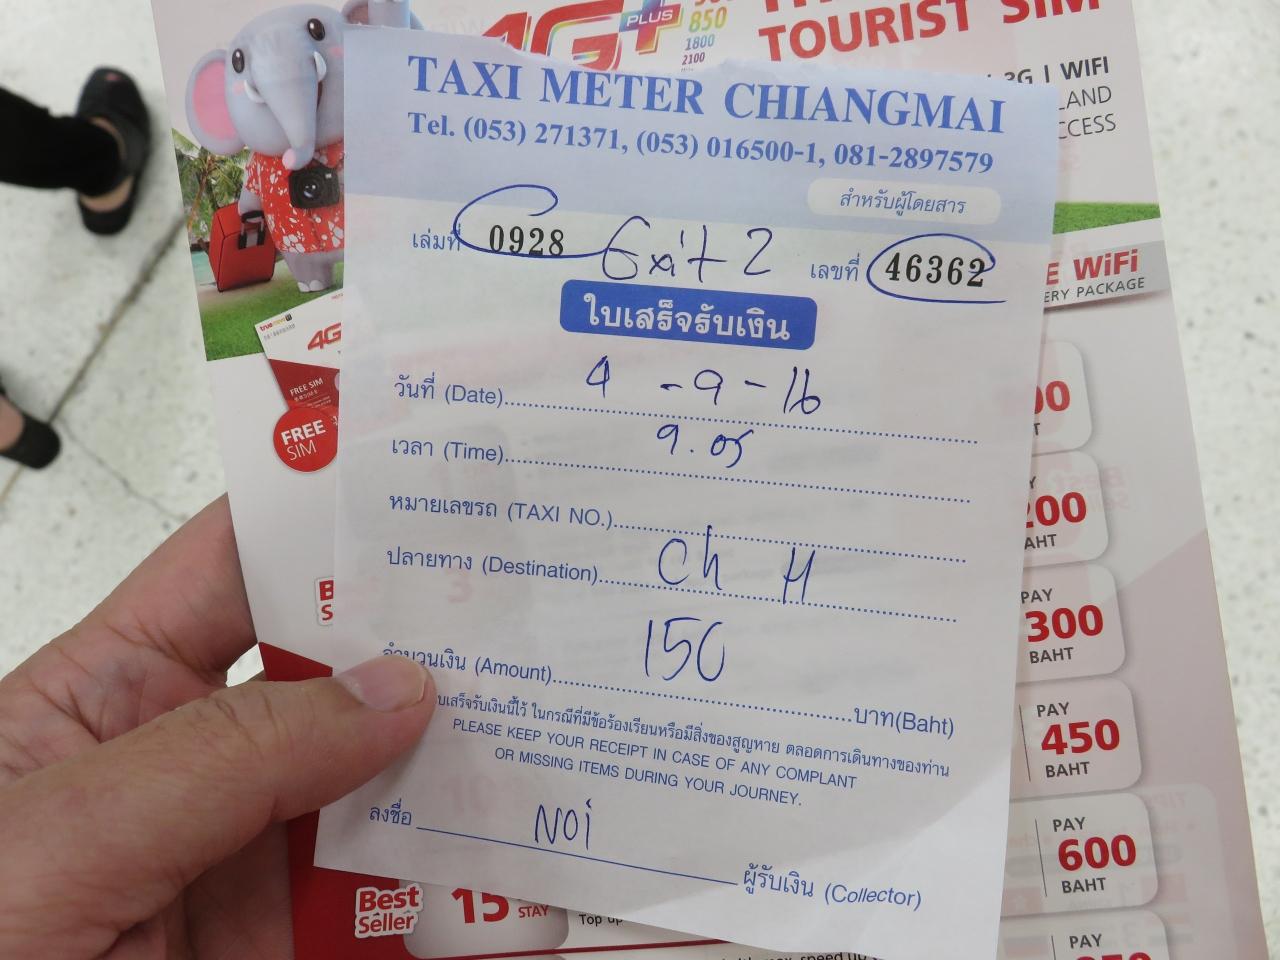 4G+ PLUS
850
1800
2100
TOURIST SIM
3G | WIFI
TAXI METER CHIANGMAI
Tel. (053) 271371, (053) 016500-1, 081-2897579
สำหรับผู้โดยสาร
เล่มที่ 0928 Exit 2 เลขที่ 46362
ใบเสร็จรับเงิน
วันที่ (Date) 4 - 9 - 16
เวลา (Time) 9.05
หมายเลขรถ (TAXI NO.)
ปลายทาง (Destination) Ch H
จำนวนเงิน (Amount) 150 บาท(Baht)
ใบเสร็จรับเงินนี้ไว้ ในกรณีที่มีข้อร้องเรียนหรือมีสิ่งของสูญหาย ตลอดการเดินทางของท่าน
PLEASE KEEP YOUR RECEIPT IN CASE OF ANY COMPLANT
OR MISSING ITEMS DURING YOUR JOURNEY.
ลงชื่อ NOi ผู้รับเงิน (Collector)
4G
FREE SIM
FREE
SIM
WiFi
PACKAGE
200
PAY
300
BAHT
PAY
450
BAHT
PAY
600
BAHT
Best
Seller
15 STAY
Top up